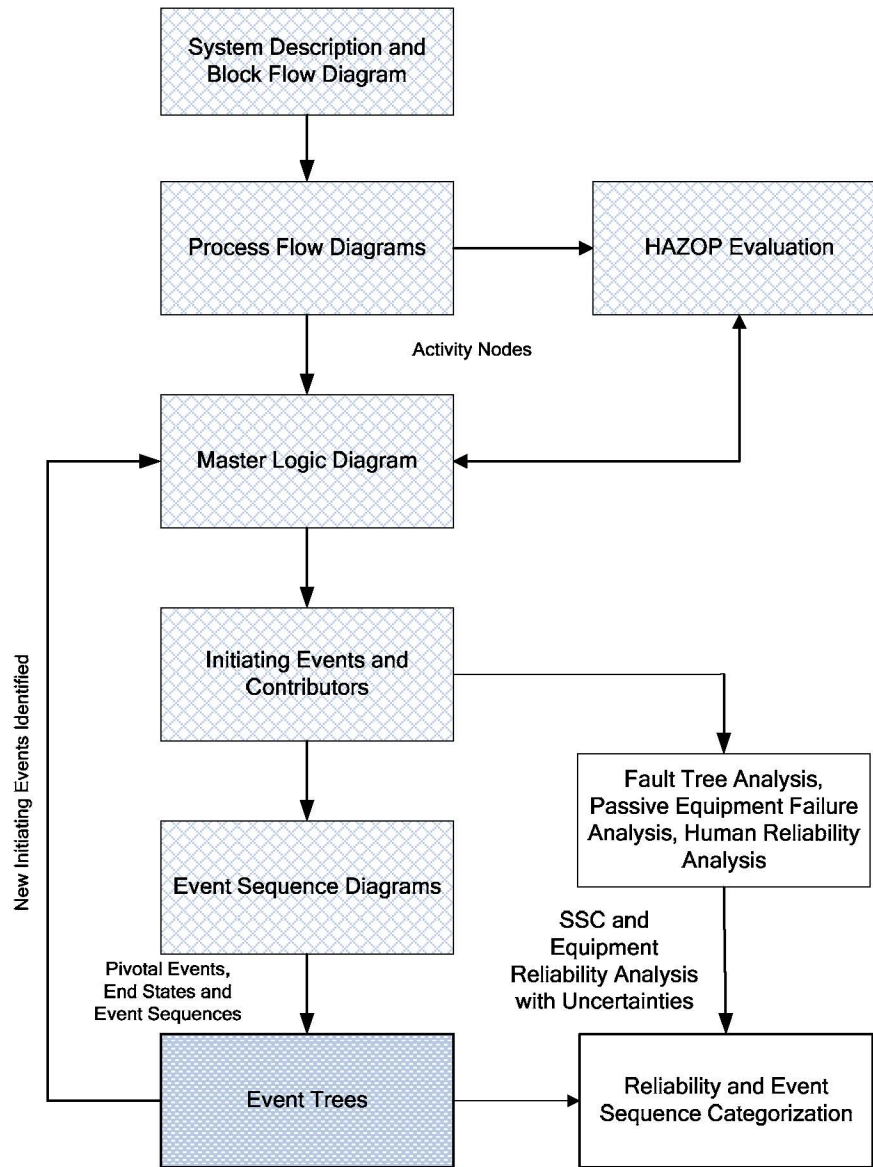 System Description and
Block Flow Diagram
Process Flow Diagrams
HAZOP Evaluation
Activity Nodes
Master Logic Diagram
New Initiating Events Identified
Initiating Events and
Contributors
Fault Tree Analysis,
Passive Equipment Failure
Analysis, Human Reliability
Analysis
Event Sequence Diagrams
SSC and
Equipment
Reliability Analysis
with Uncertainties
Pivotal Events,
End States and
Event Sequences
Event Trees
Reliability and Event
Sequence Categorization